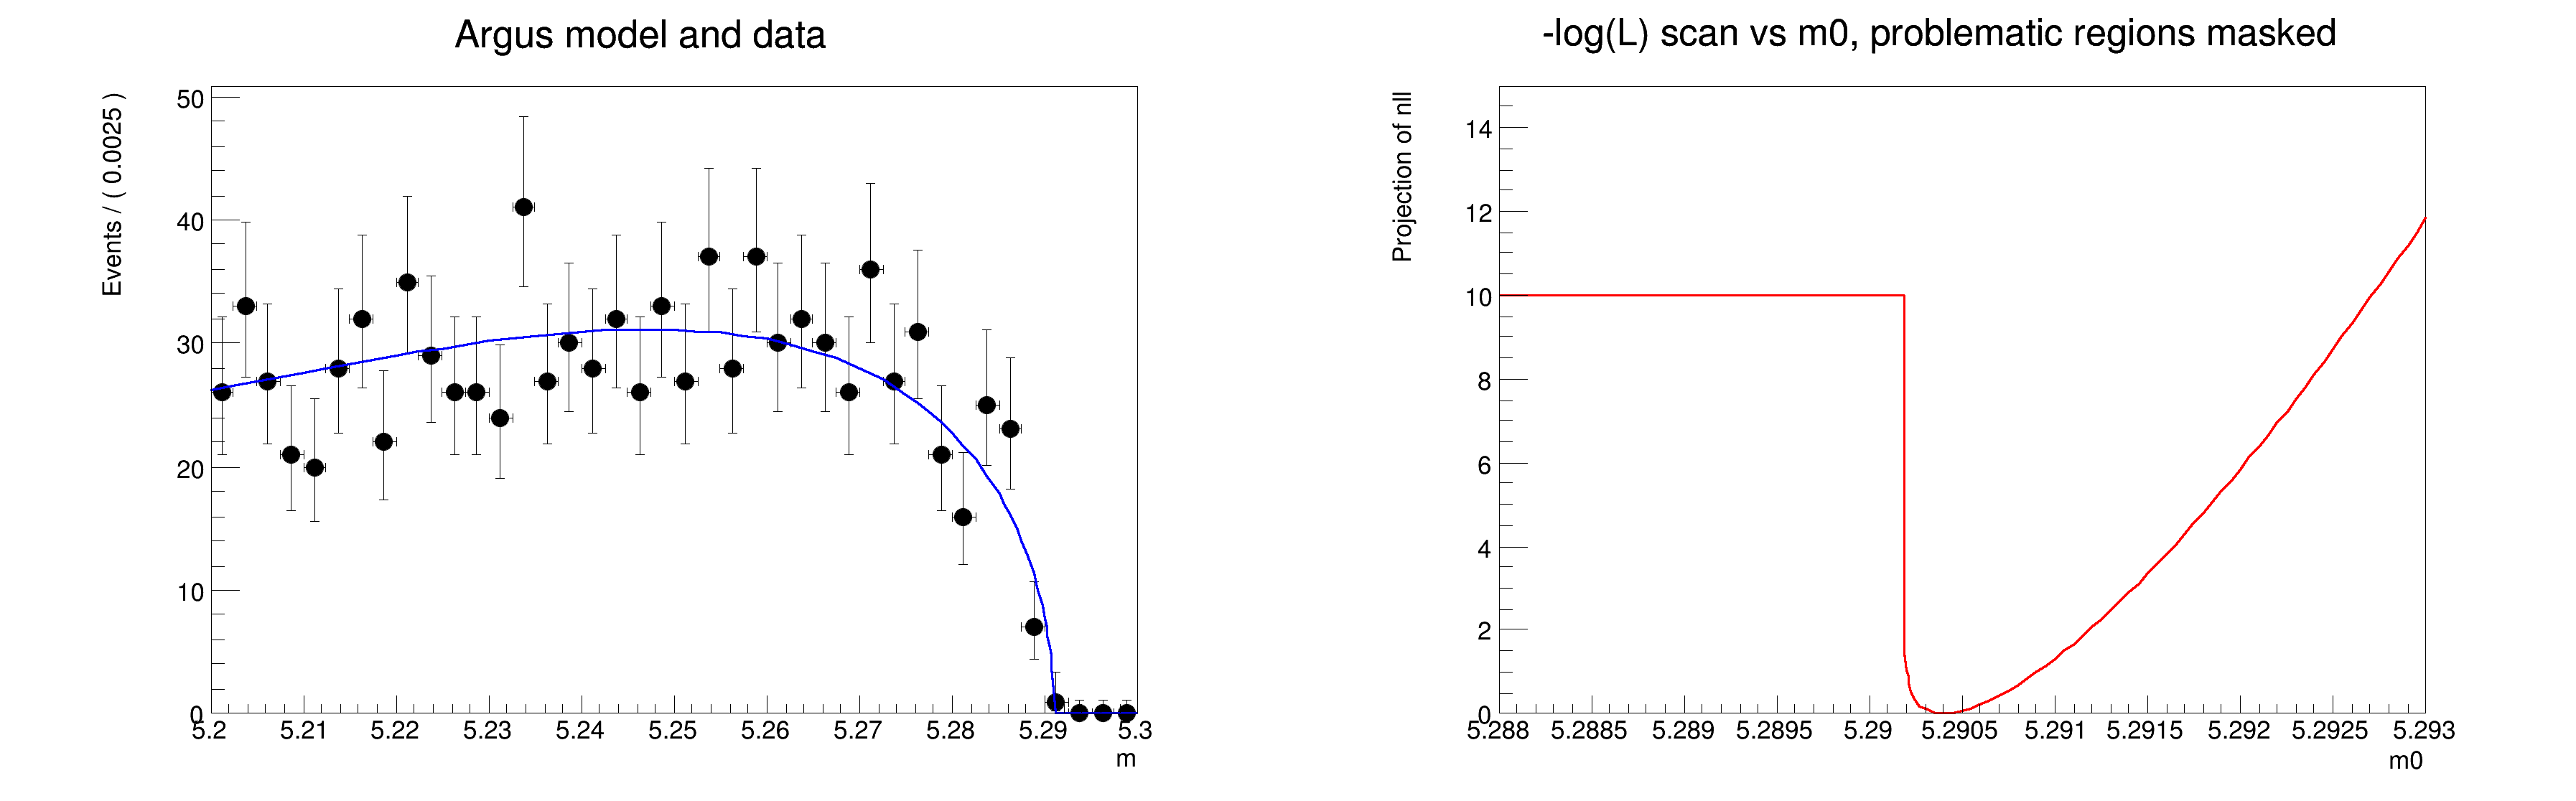 Argus model and data
Events / ( 0.0025 )
50
40
30
20
10
0
5.2 5.21 5.22 5.23 5.24 5.25 5.26 5.27 5.28 5.29 5.3
m
-log(L) scan vs m0, problematic regions masked
Projection of nll
14
12
10
8
6
4
2
0
5.288 5.2885 5.289 5.2895 5.29 5.2905 5.291 5.2915 5.292 5.2925 5.293
m0